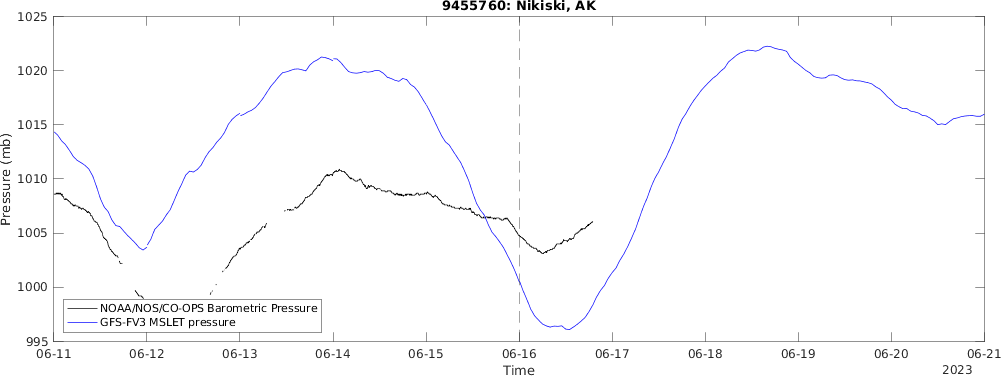 9455760: Nikiski, AK
1025
1020
1015
1010
1005
1000
995
Pressure (mb)
NOAA/NOS/CO-OPS Barometric Pressure
GFS-FV3 MSLET pressure
06-11 06-12 06-13 06-14 06-15 06-16 06-17 06-18 06-19 06-20 06-21
Time
2023